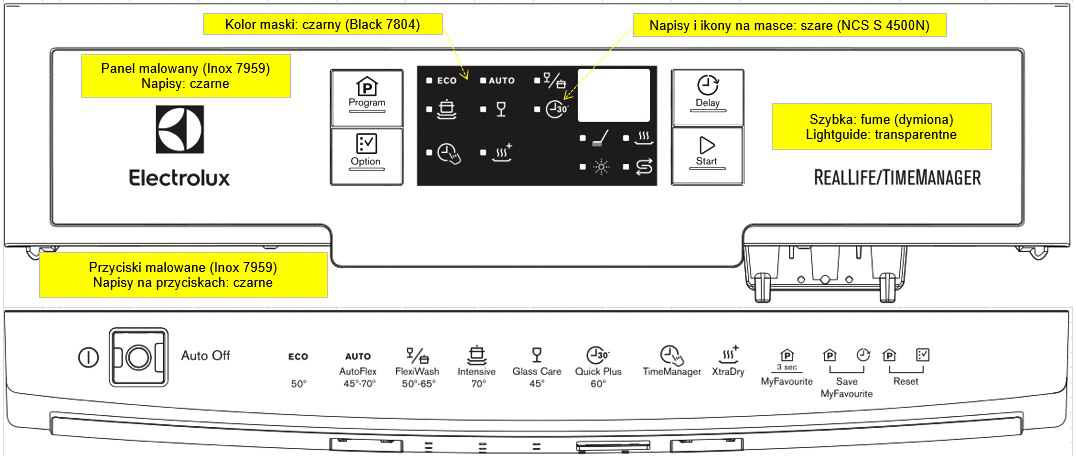 Kolor maski: czarny (Black 7804)
Napisy i ikony na masce: szare (NCS S 4500N)
Panel malowany (Inox 7959)
Napisy: czarne
Electrolux
Program
Option
ECO
AUTO
30'
Delay
Start
Szybka: fume (dymiona)
Lightguide: transparentne
REALLIFE/TIMEMANAGER
Przyciski malowane (Inox 7959)
Napisy na przyciskach: czarne
Auto Off
ECO
50°
AUTO
AutoFlex
45°-70°
FlexiWash
50°-65°
Intensive
70°
Glass Care
45°
30'
Quick Plus
60°
TimeManager
XtraDry
P
3 sec
MyFavourite
P
Save
MyFavourite
P
Reset